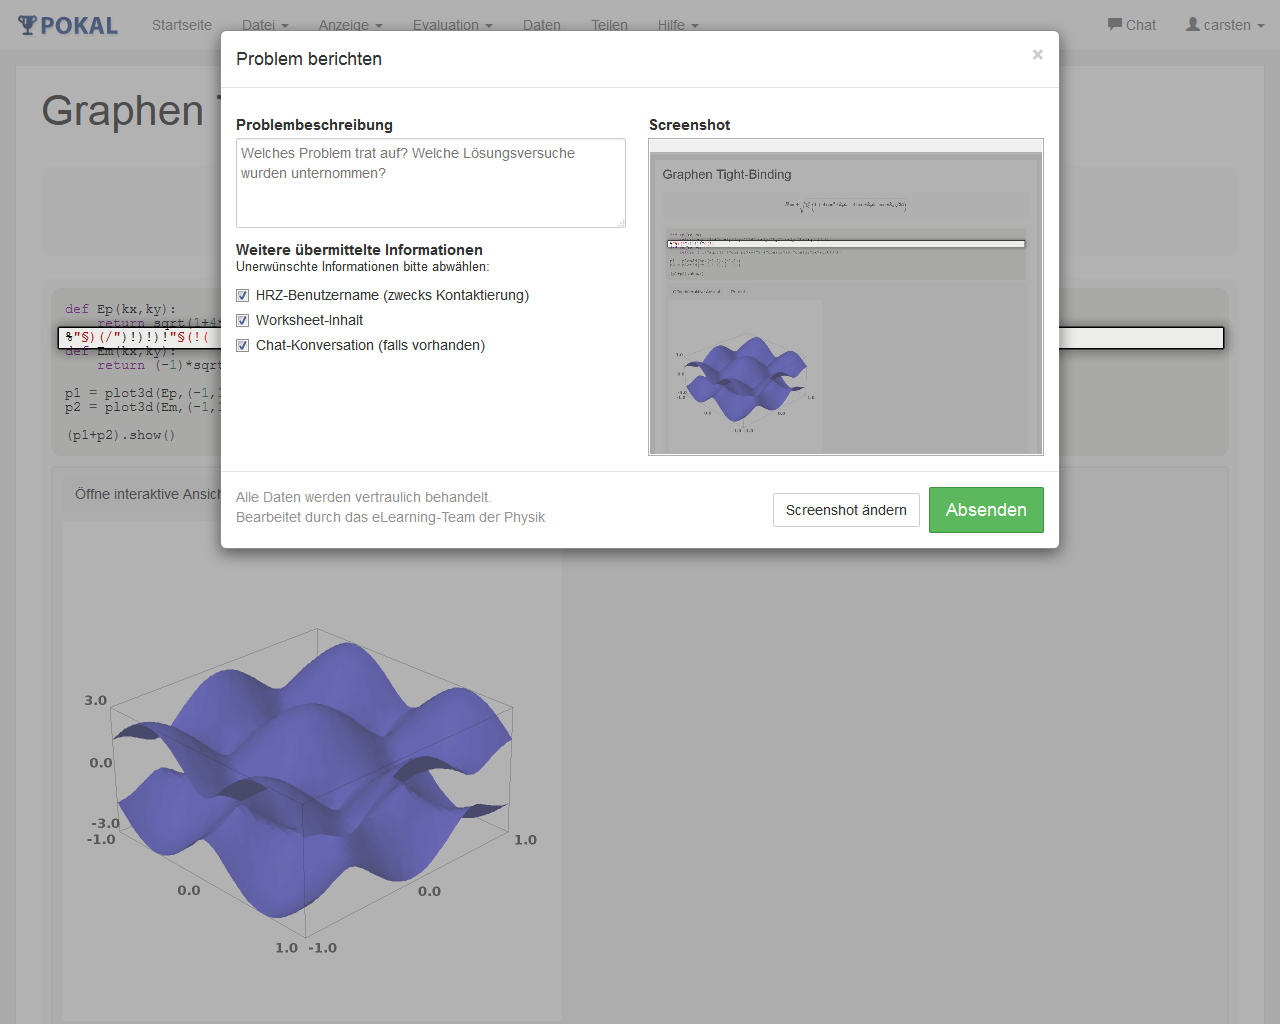 POKAL Startseite Datei Anzeige Evaluation Daten Teilen Hilfe Chat carsten
Problem berichten ×
Graphen
Problembeschreibung
Welches Problem trat auf? Welche Lösungsversuche
wurden unternommen?
Weitere übermittelte Informationen
Unerwünschte Informationen bitte abwählen:
HRZ-Benutzername (zwecks Kontaktierung)
Worksheet-Inhalt
Chat-Konversation (falls vorhanden)
Screenshot
Graphen Tight-Binding
Alle Daten werden vertraulich behandelt.
Bearbeitet durch das eLearning-Team der Physik
Screenshot ändern
Absenden
def Ep(kx,ky):
return sqrt(1+4*
%"§)(/")!)!)!"§(!(
def Em(kx,ky):
return (-1)*sqrt
p1 = plot3d(Ep,(-1,
p2 = plot3d(Em,(-1,
(p1+p2).show()
Öffne interaktive
3.0
0.0
-3.0
-1.0
0.0
1.0 -1.0
0.0
1.0